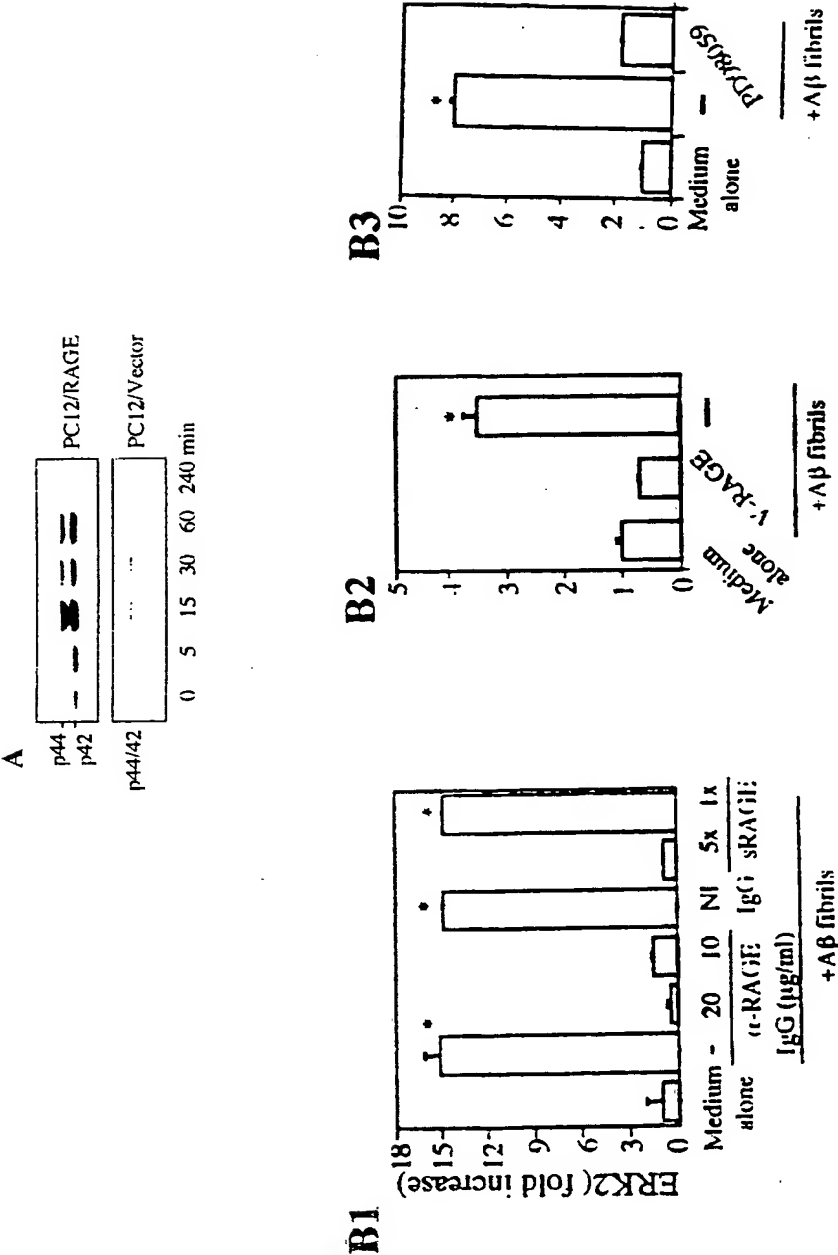 A
p44
p42
PC12/RAGE
p44/42
PC12/Vector
0 5 15 30 60 240 min
B1
ERK2 (fold increase)
18
15
12
9
6
3
0
* * * *
Medium alone
- 20 10 NI 5x 1x
α-RAGE IgG sRAGE
IgG (µg/ml)
+Aβ fibrils
B2
5
4
3
2
1
0
*
Medium alone
V-RAGE
–
+Aβ fibrils
B3
10
8
6
4
2
0
*
Medium alone
–
PD98059
+Aβ fibrils